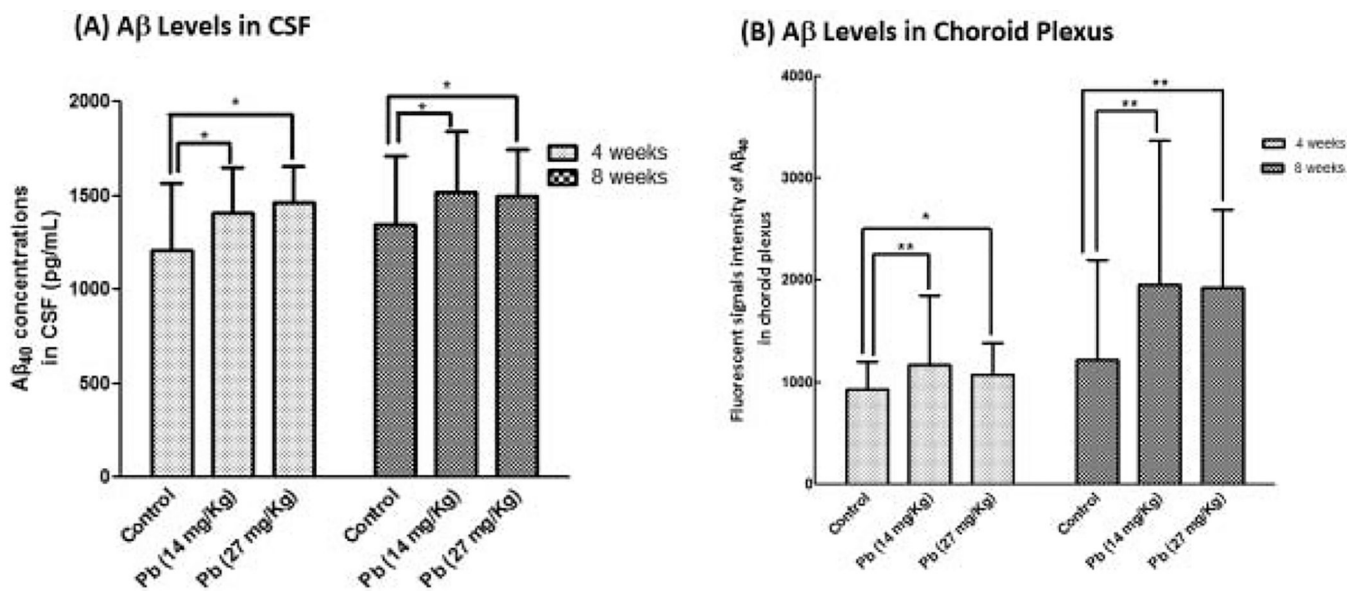 (A) Aβ Levels in CSF
Aβ₄₀ concentrations
in CSF (pg/mL)
2000
1500
1000
500
0
*
*
*
*
4 weeks
8 weeks
Control
Pb (14 mg/Kg)
Pb (27 mg/Kg)
Control
Pb (14 mg/Kg)
Pb (27 mg/Kg)
(B) Aβ Levels in Choroid Plexus
Fluorescent signals intensity of Aβ₄₀
in choroid plexus
4000
3000
2000
1000
0
*
**
**
**
4 weeks
8 weeks
Control
Pb (14 mg/Kg)
Pb (27 mg/Kg)
Control
Pb (14 mg/Kg)
Pb (27 mg/Kg)